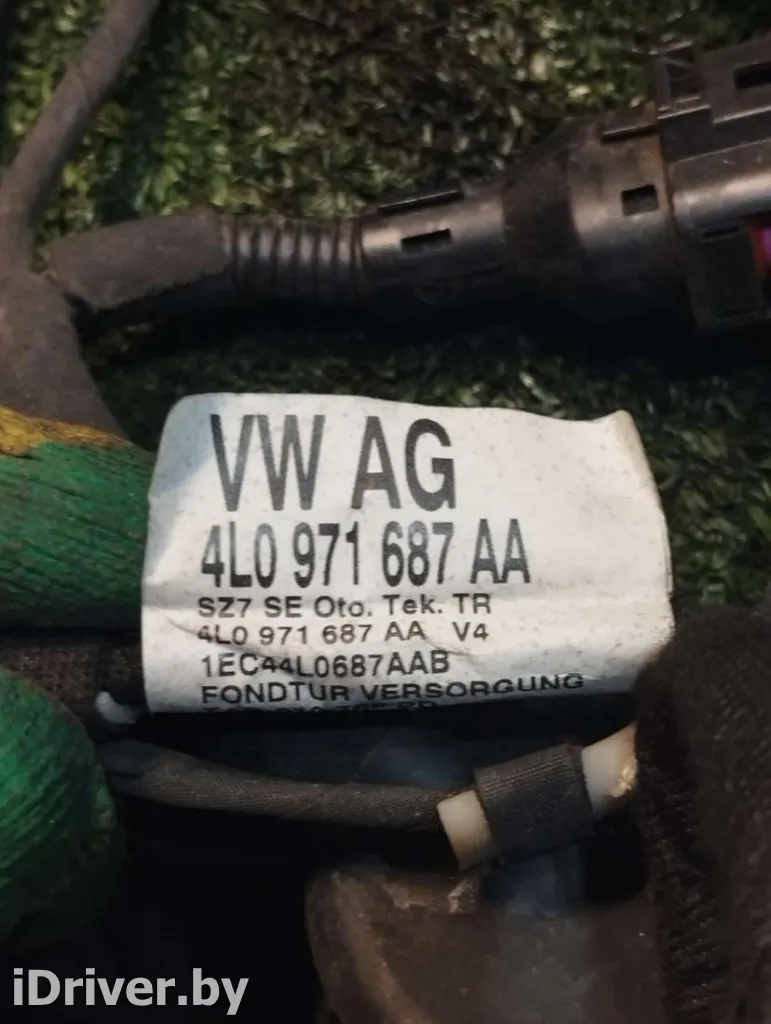 VW AG
4L0 971 687 AA
SZ7 SE Oto. Tek. TR
4L0 971 687 AA V4
1EC44L0687AAB
FONDTUR VERSORGUNG
iDriver.by